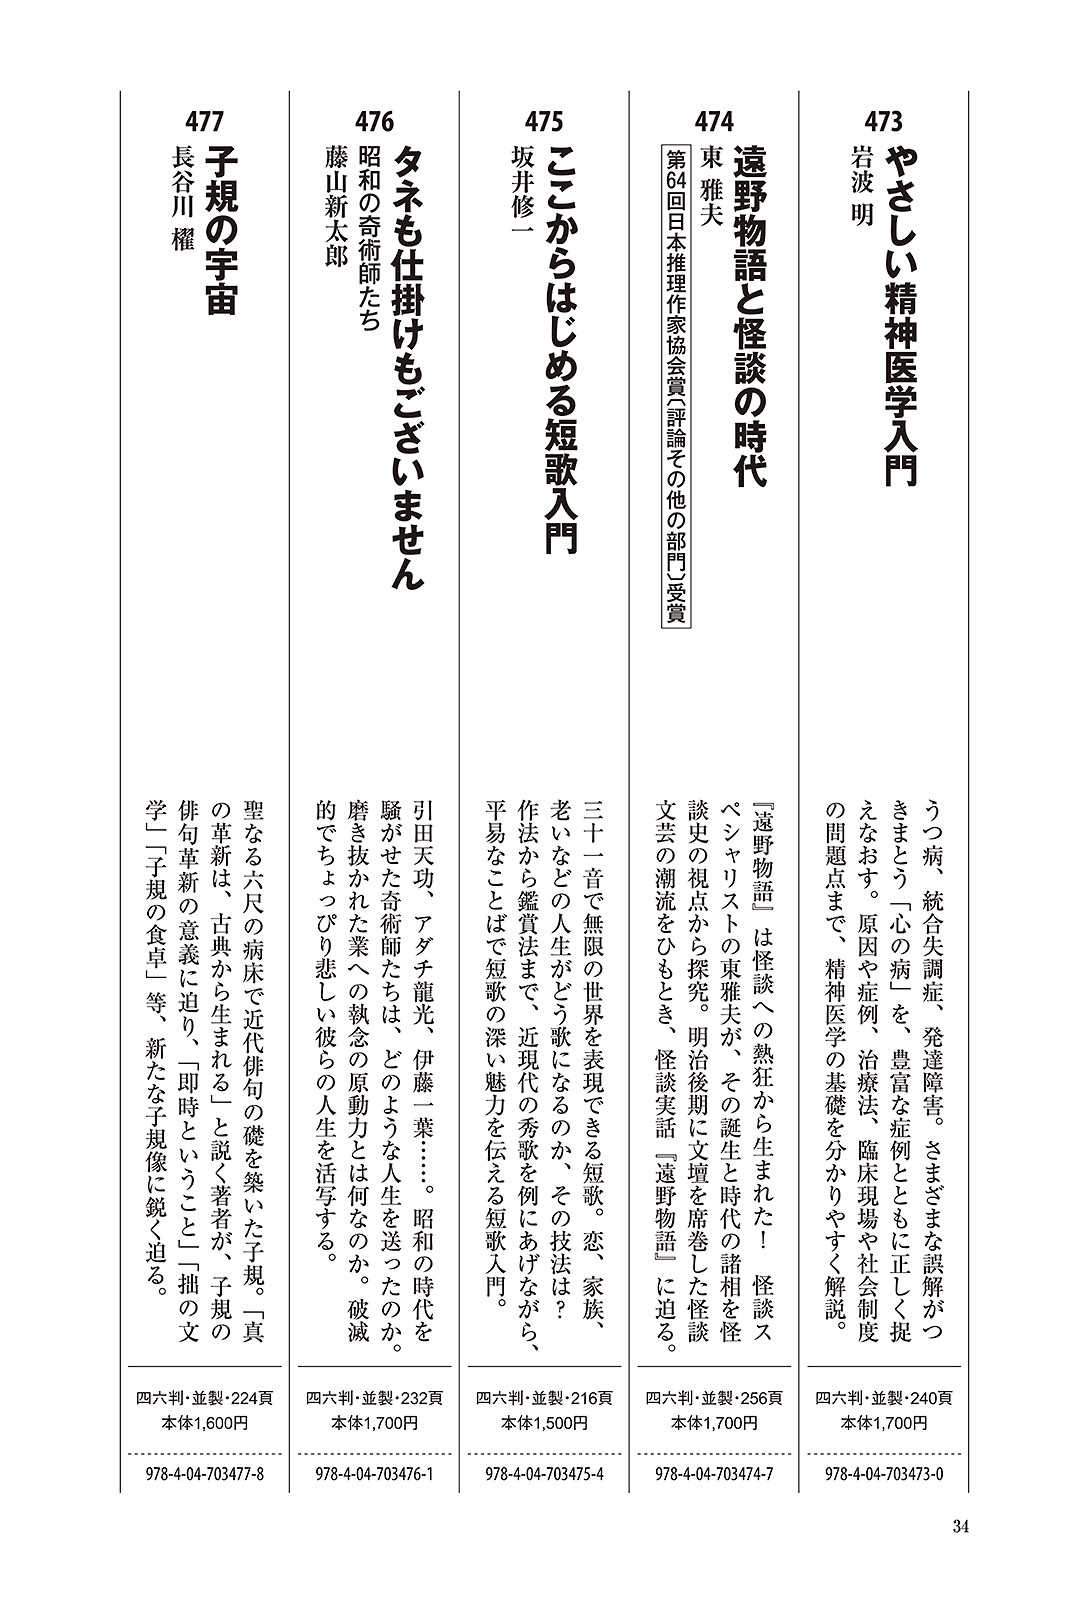 473
やさしい精神医学入門
岩波 明
うつ病、統合失調症、発達障害。さまざまな誤解がつ
きまとう「心の病」を、豊富な症例とともに正しく捉
えなおす。原因や症例、治療法、臨床現場や社会制度
の問題点まで、精神医学の基礎を分かりやすく解説。
四六判・並製・240頁
本体1,700円
978-4-04-703473-0
474
遠野物語と怪談の時代
東 雅夫
第64回日本推理作家協会賞〔評論その他の部門〕受賞
『遠野物語』は怪談への熱狂から生まれた! 怪談ス
ペシャリストの東雅夫が、その誕生と時代の諸相を怪
談史の視点から探究。明治後期に文壇を席巻した怪談
文芸の潮流をひもとき、怪談実話『遠野物語』に迫る。
四六判・並製・256頁
本体1,700円
978-4-04-703474-7
475
ここからはじめる短歌入門
坂井修一
三十一音で無限の世界を表現できる短歌。恋、家族、
老いなどの人生がどう歌になるのか、その技法は?
作法から鑑賞法まで、近現代の秀歌を例にあげながら、
平易なことばで短歌の深い魅力を伝える短歌入門。
四六判・並製・216頁
本体1,500円
978-4-04-703475-4
476
タネも仕掛けもございません
昭和の奇術師たち
藤山新太郎
引田天功、アダチ龍光、伊藤一葉……。昭和の時代を
騒がせた奇術師たちは、どのような人生を送ったのか。
磨き抜かれた業への執念の原動力とは何なのか。破滅
的でちょっぴり悲しい彼らの人生を活写する。
四六判・並製・232頁
本体1,700円
978-4-04-703476-1
477
子規の宇宙
長谷川 櫂
聖なる六尺の病床で近代俳句の礎を築いた子規。「真
の革新は、古典から生まれる」と説く著者が、子規の
俳句革新の意義に迫り、「即時ということ」「拙の文
学」「子規の食卓」等、新たな子規像に鋭く迫る。
四六判・並製・224頁
本体1,600円
978-4-04-703477-8
34